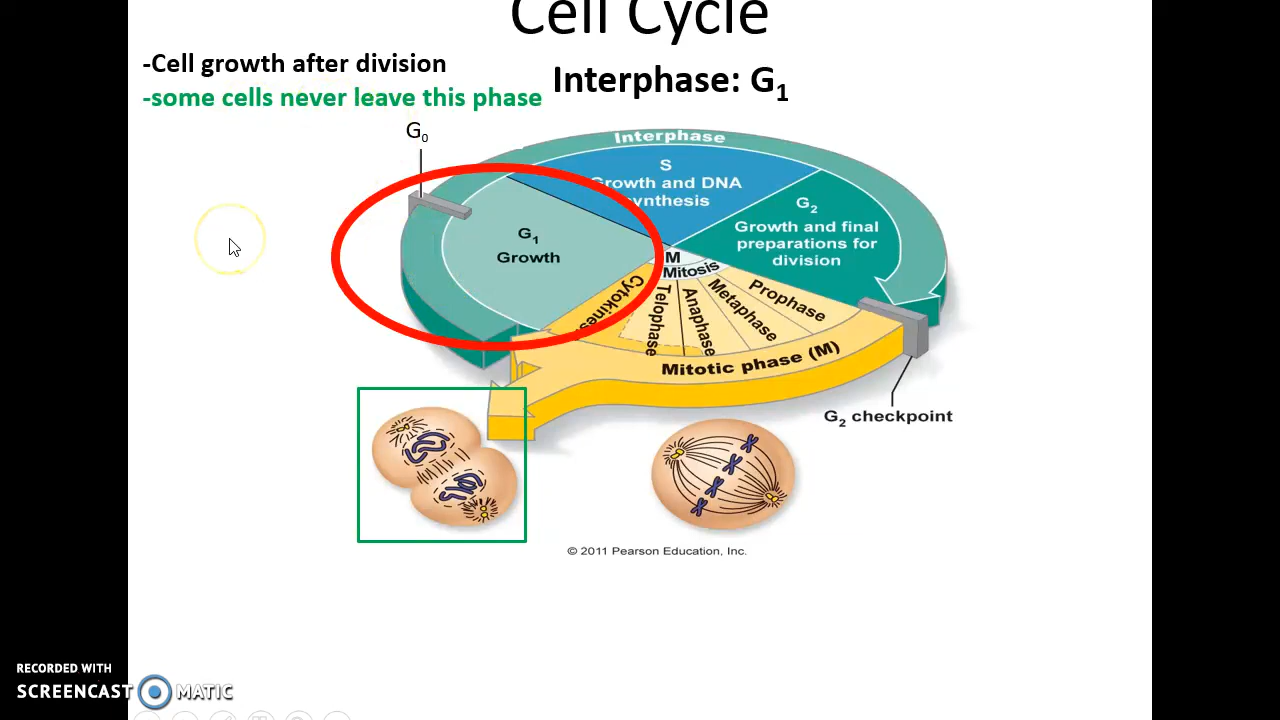 Cell Cycle
-Cell growth after division
Interphase: G₁
-some cells never leave this phase
G₀
Interphase
S
Growth and DNA
synthesis
G₁
Growth
G₂
Growth and final
preparations for
division
M
Mitosis
Cytokines
Telophase
Anaphase
Metaphase
Prophase
Mitotic phase (M)
G₂ checkpoint
© 2011 Pearson Education, Inc.
RECORDED WITH
SCREENCAST MATIC